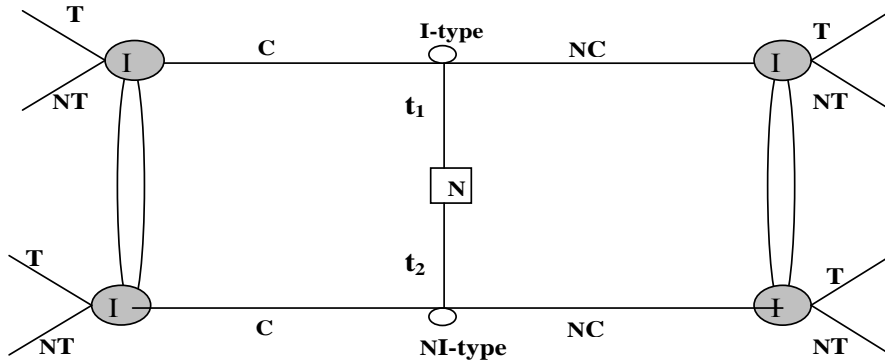 T I-type T
I C NC I
NT t1 NT
N
T t2 T
I C NC I
NT NI-type NT